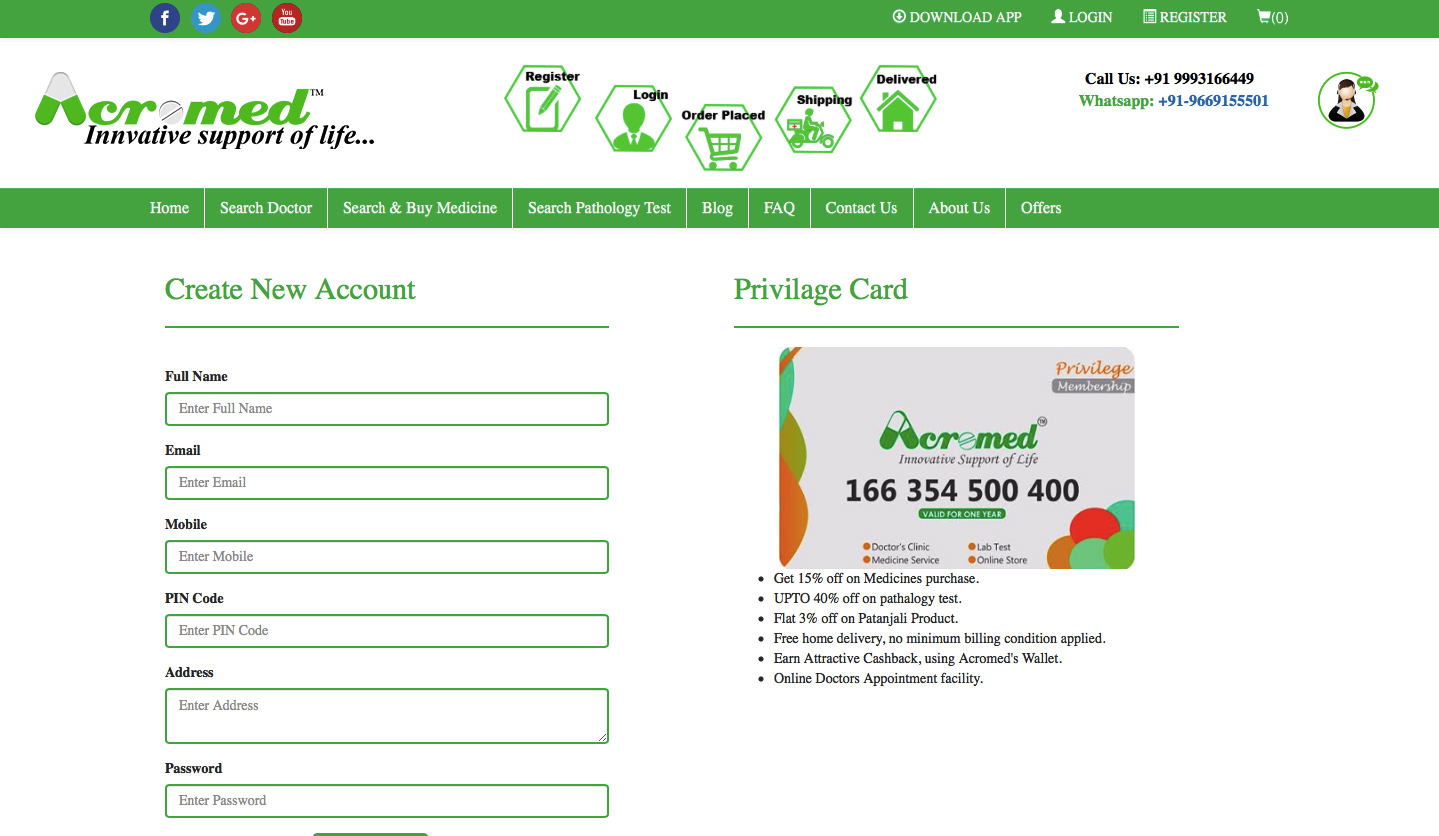 f
G+
You
Tube
DOWNLOAD APP
LOGIN
REGISTER
(0)
Acromed™
Innvative support of life...
Register
Login
Order Placed
Shipping
Delivered
Call Us: +91 9993166449
Whatsapp: +91-9669155501
Home
Search Doctor
Search & Buy Medicine
Search Pathology Test
Blog
FAQ
Contact Us
About Us
Offers
Create New Account
Full Name
Enter Full Name
Email
Enter Email
Mobile
Enter Mobile
PIN Code
Enter PIN Code
Address
Enter Address
Password
Enter Password
Privilage Card
Privilege
Membership
Acromed™
Innovative Support of Life
166 354 500 400
VALID FOR ONE YEAR
Doctor's Clinic
Lab Test
Medicine Service
Online Store
Get 15% off on Medicines purchase.
UPTO 40% off on pathalogy test.
Flat 3% off on Patanjali Product.
Free home delivery, no minimum billing condition applied.
Earn Attractive Cashback, using Acromed's Wallet.
Online Doctors Appointment facility.